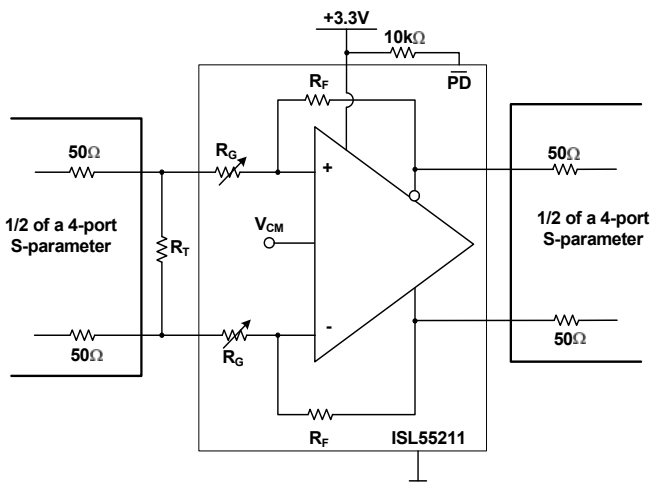 +3.3V
10kΩ
PD
RF
50Ω
RG
+
50Ω
1/2 of a 4-port
S-parameter
RT
VCM
1/2 of a 4-port
S-parameter
-
50Ω
RG
50Ω
RF
ISL55211